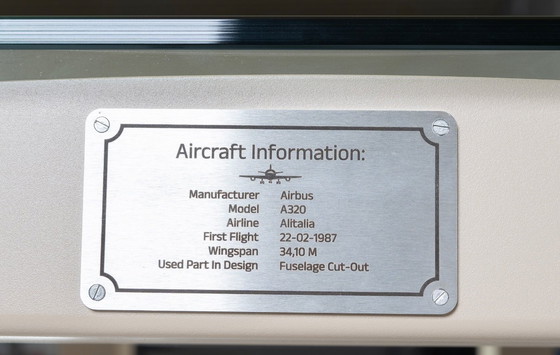 Aircraft Information:
Manufacturer Airbus
Model A320
Airline Alitalia
First Flight 22-02-1987
Wingspan 34,10 M
Used Part In Design Fuselage Cut-Out